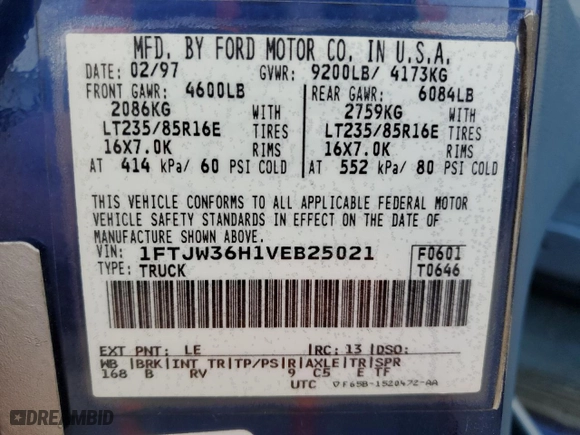 MFD. BY FORD MOTOR CO. IN U.S.A.
DATE: 02/97 GVWR: 9200LB/ 4173KG
FRONT GAWR: 4600LB REAR GAWR: 6084LB
2086KG WITH 2759KG WITH
LT235/85R16E TIRES LT235/85R16E TIRES
16X7.0K RIMS 16X7.0K RIMS
AT 414 kPa/ 60 PSI COLD AT 552 kPa/ 80 PSI COLD
THIS VEHICLE CONFORMS TO ALL APPLICABLE FEDERAL MOTOR
VEHICLE SAFETY STANDARDS IN EFFECT ON THE DATE OF
MANUFACTURE SHOWN ABOVE.
VIN: 1FTJW36H1VEB25021 F0601
TYPE: TRUCK T0646
EXT PNT: LE RC: 13 DSO:
WB BRK INT TR TP/PS R AXLE TR SPR
168 B RV 9 C5 E TF
UTC F65B-1520472-AA
DREAMBID